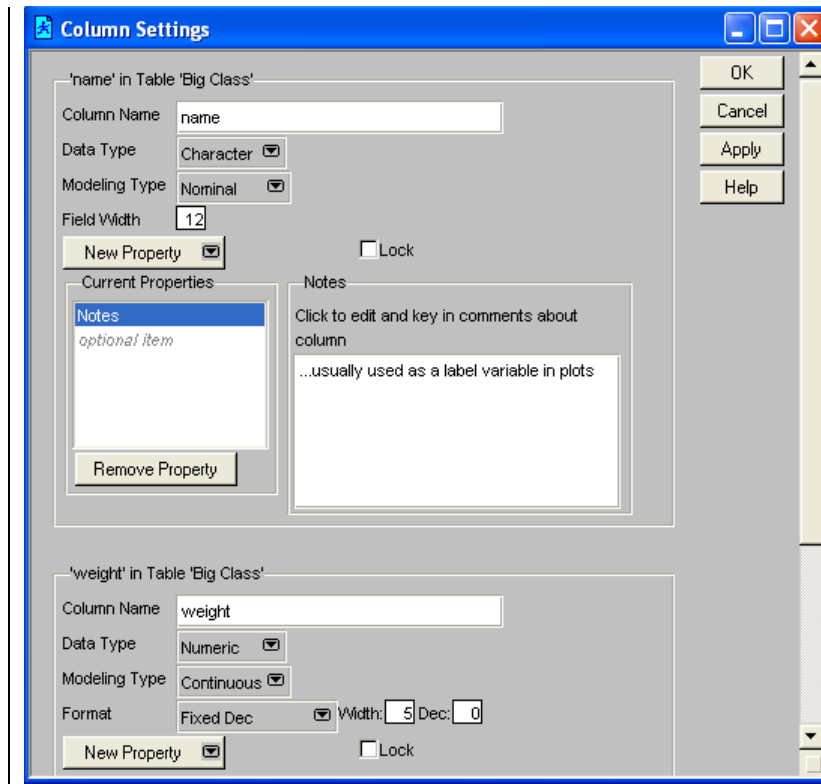 Column Settings
'name' in Table 'Big Class'
Column Name name
Data Type Character
Modeling Type Nominal
Field Width 12
New Property Lock
Current Properties
Notes
optional item
Remove Property
Notes
Click to edit and key in comments about
column
...usually used as a label variable in plots
OK
Cancel
Apply
Help
'weight' in Table 'Big Class'
Column Name weight
Data Type Numeric
Modeling Type Continuous
Format Fixed Dec Width: 5 Dec: 0
New Property Lock